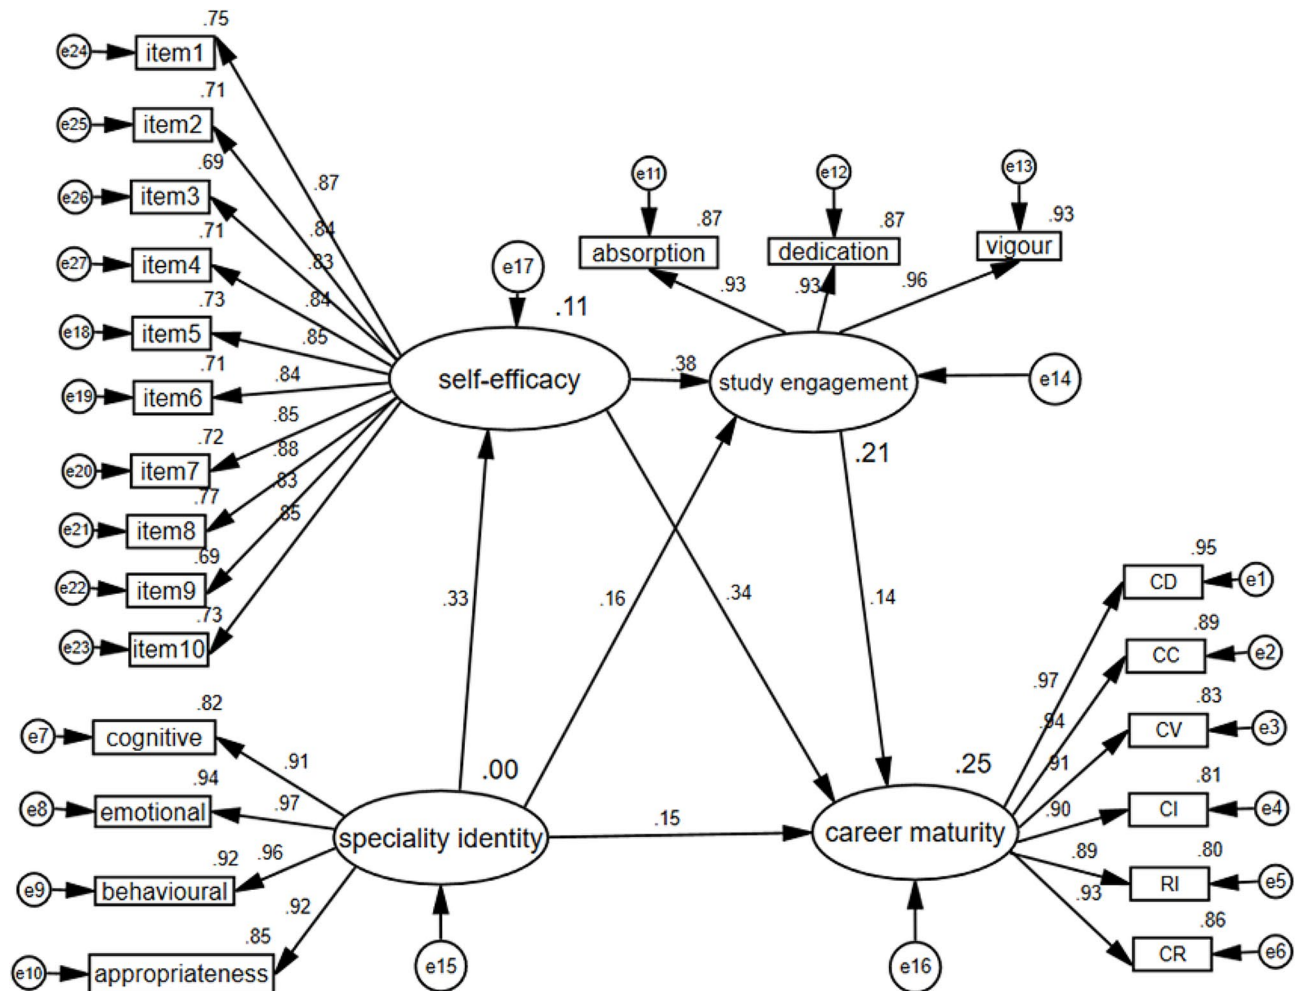 .75
e24 item1
.71
e25 item2
.69
e26 item3
.71
e27 item4
.73
e18 item5
.71
e19 item6
.72
e20 item7
.77
e21 item8
.69
e22 item9
.73
e23 item10
.87
.84
.83
.84
.85
.84
.85
.88
.83
.85
e17
.11
self-efficacy
e11
e12
e13
.87
.87
.93
absorption
dedication
vigour
.93
.93
.96
.38
study engagement
e14
.21
.33
.16
.34
.14
.82
e7 cognitive
.94
e8 emotional
.92
e9 behavioural
.85
e10 appropriateness
.91
.97
.96
.92
.00
speciality identity
e15
.15
.25
career maturity
e16
.97
.94
.91
.90
.89
.93
.95
CD e1
.89
CC e2
.83
CV e3
.81
CI e4
.80
RI e5
.86
CR e6